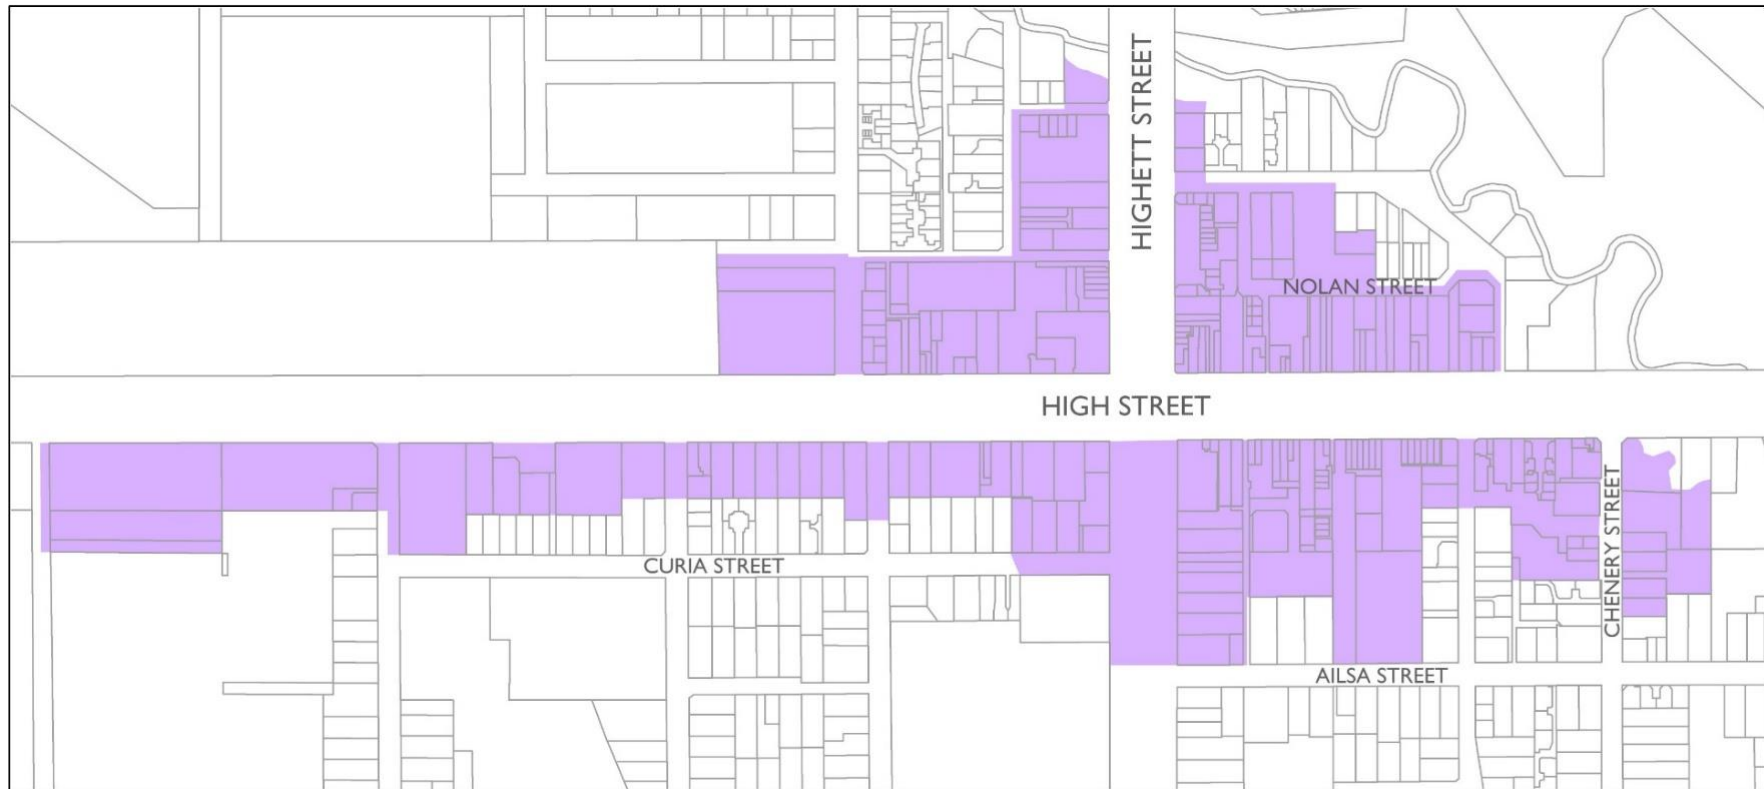 HIGHETT STREET
NOLAN STREET
HIGH STREET
CHENERY STREET
CURIA STREET
AILSA STREET